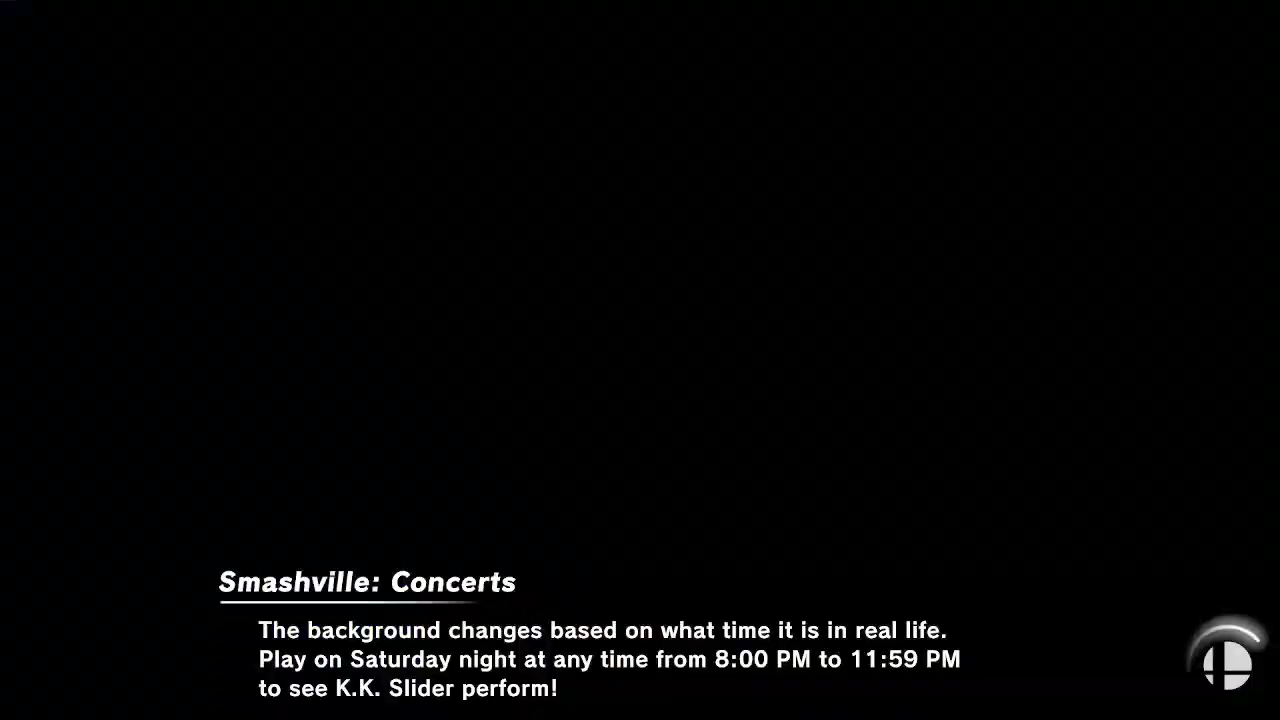 Smashville: Concerts
The background changes based on what time it is in real life.
Play on Saturday night at any time from 8:00 PM to 11:59 PM
to see K.K. Slider perform!